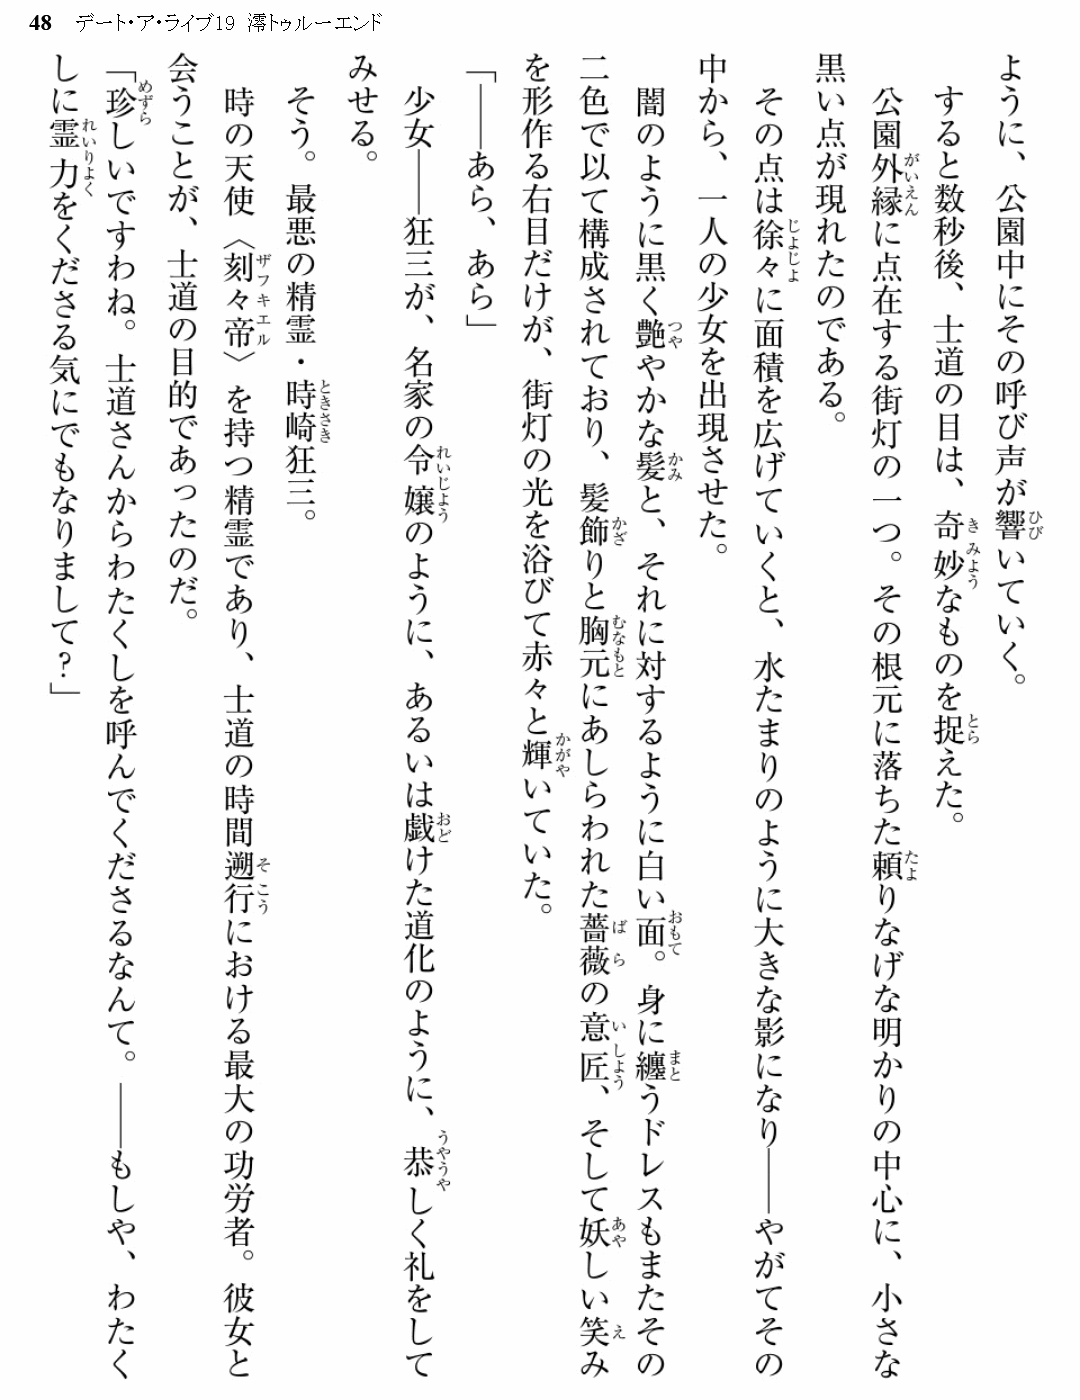 48　デート・ア・ライブ19 澪トゥルーエンド
ように、公園中にその呼び声が響いていく。
すると数秒後、士道の目は、奇妙なものを捉えた。
公園外縁に点在する街灯の一つ。その根元に落ちた頼りなげな明かりの中心に、小さな
黒い点が現れたのである。
その点は徐々に面積を広げていくと、水たまりのように大きな影になり――やがてその
中から、一人の少女を出現させた。
闇のように黒く艶やかな髪と、それに対するように白い面。身に纏うドレスもまたその
二色で以て構成されており、髪飾りと胸元にあしらわれた薔薇の意匠、そして妖しい笑み
を形作る右目だけが、街灯の光を浴びて赤々と輝いていた。
「――あら、あら」
少女――狂三が、名家の令嬢のように、あるいは戯けた道化のように、恭しく礼をして
みせる。
そう。最悪の精霊・時崎狂三。
時の天使〈刻々帝〉を持つ精霊であり、士道の時間遡行における最大の功労者。彼女と
会うことが、士道の目的であったのだ。
「珍しいですわね。士道さんからわたくしを呼んでくださるなんて。――もしや、わたく
しに霊力をくださる気にでもなりまして？」